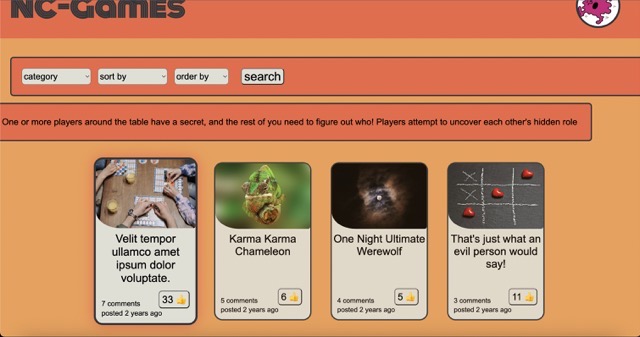 NC-Games
category sort by order by search
One or more players around the table have a secret, and the rest of you need to figure out who! Players attempt to uncover each other's hidden role
Velit tempor
ullamco amet
ipsum dolor
voluptate.
7 comments
33 👍
posted 2 years ago
Karma Karma
Chameleon
5 comments
6 👍
posted 2 years ago
One Night Ultimate
Werewolf
4 comments
5 👍
posted 2 years ago
That's just what an
evil person would
say!
3 comments
11 👍
posted 2 years ago